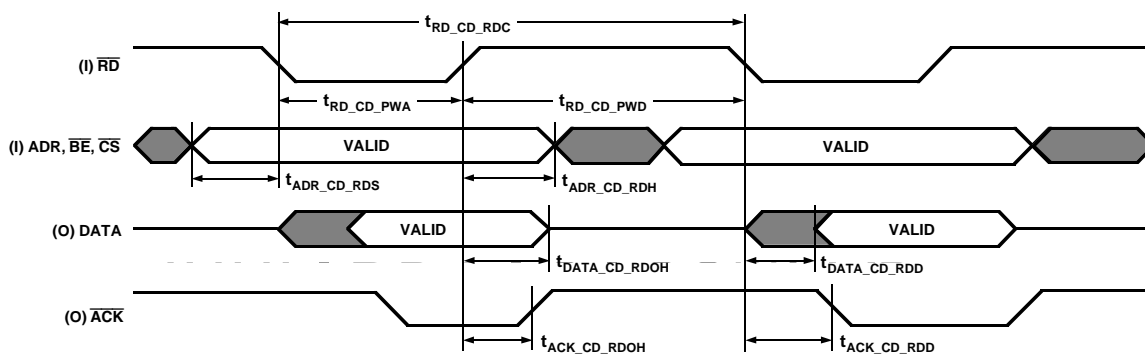 tRD_CD_RDC
(I) RD
tRD_CD_PWA
tRD_CD_PWD
(I) ADR, BE, CS
VALID
VALID
tADR_CD_RDS
tADR_CD_RDH
(O) DATA
VALID
VALID
tDATA_CD_RDOH
tDATA_CD_RDD
(O) ACK
tACK_CD_RDOH
tACK_CD_RDD